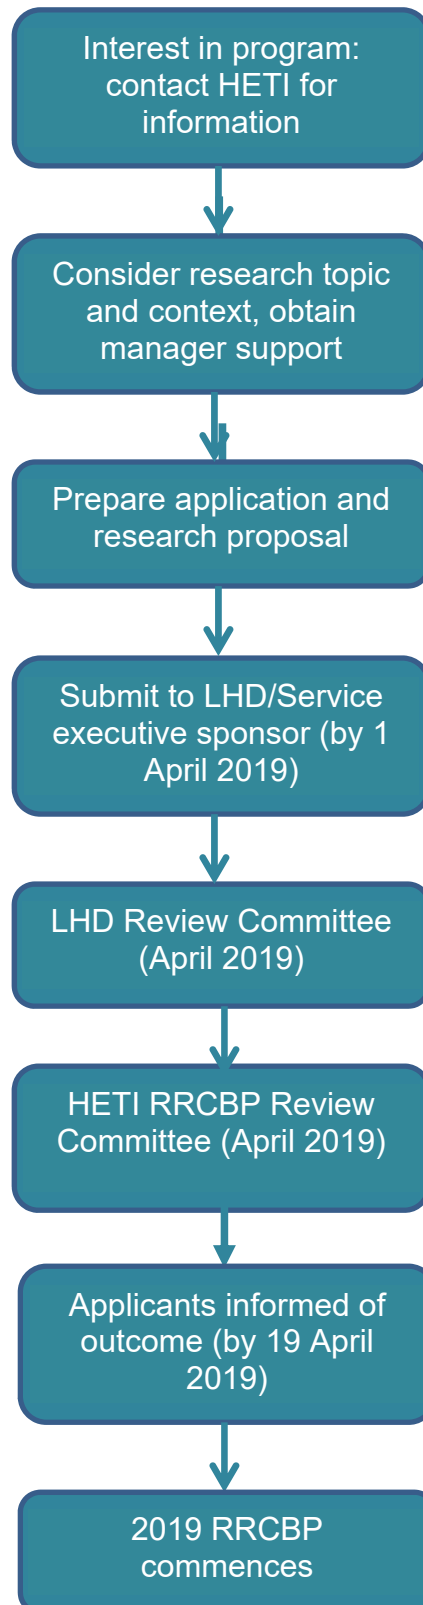 Interest in program:
contact HETI for
information
Consider research topic
and context, obtain
manager support
Prepare application and
research proposal
Submit to LHD/Service
executive sponsor (by 1
April 2019)
LHD Review Committee
(April 2019)
HETI RRCBP Review
Committee (April 2019)
Applicants informed of
outcome (by 19 April
2019)
2019 RRCBP
commences